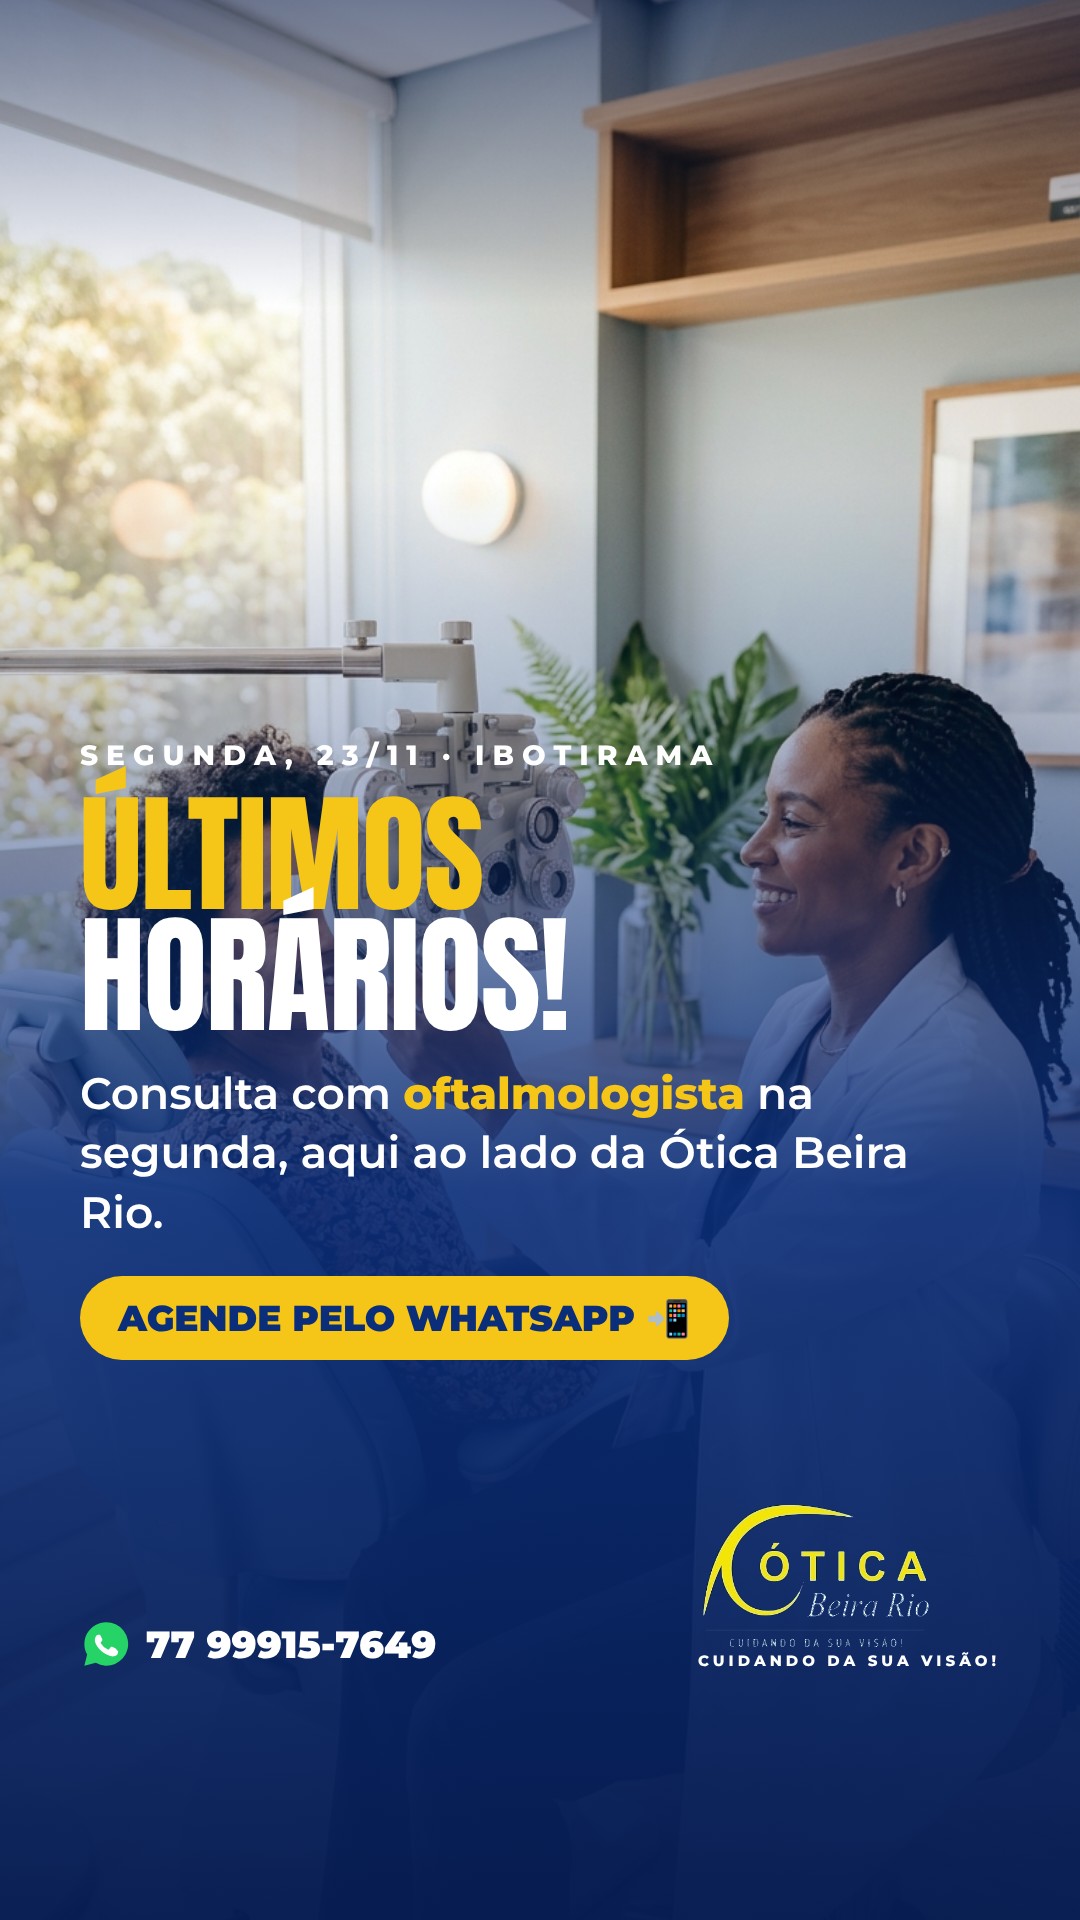 SEGUNDA, 23/11 · IBOTIRAMA
ÚLTIMOS
HORÁRIOS!
Consulta com oftalmologista na
segunda, aqui ao lado da Ótica Beira
Rio.
AGENDE PELO WHATSAPP 📲
ÓTICA
Beira Rio
CUIDANDO DA SUA VISÃO!
77 99915-7649
CUIDANDO DA SUA VISÃO!